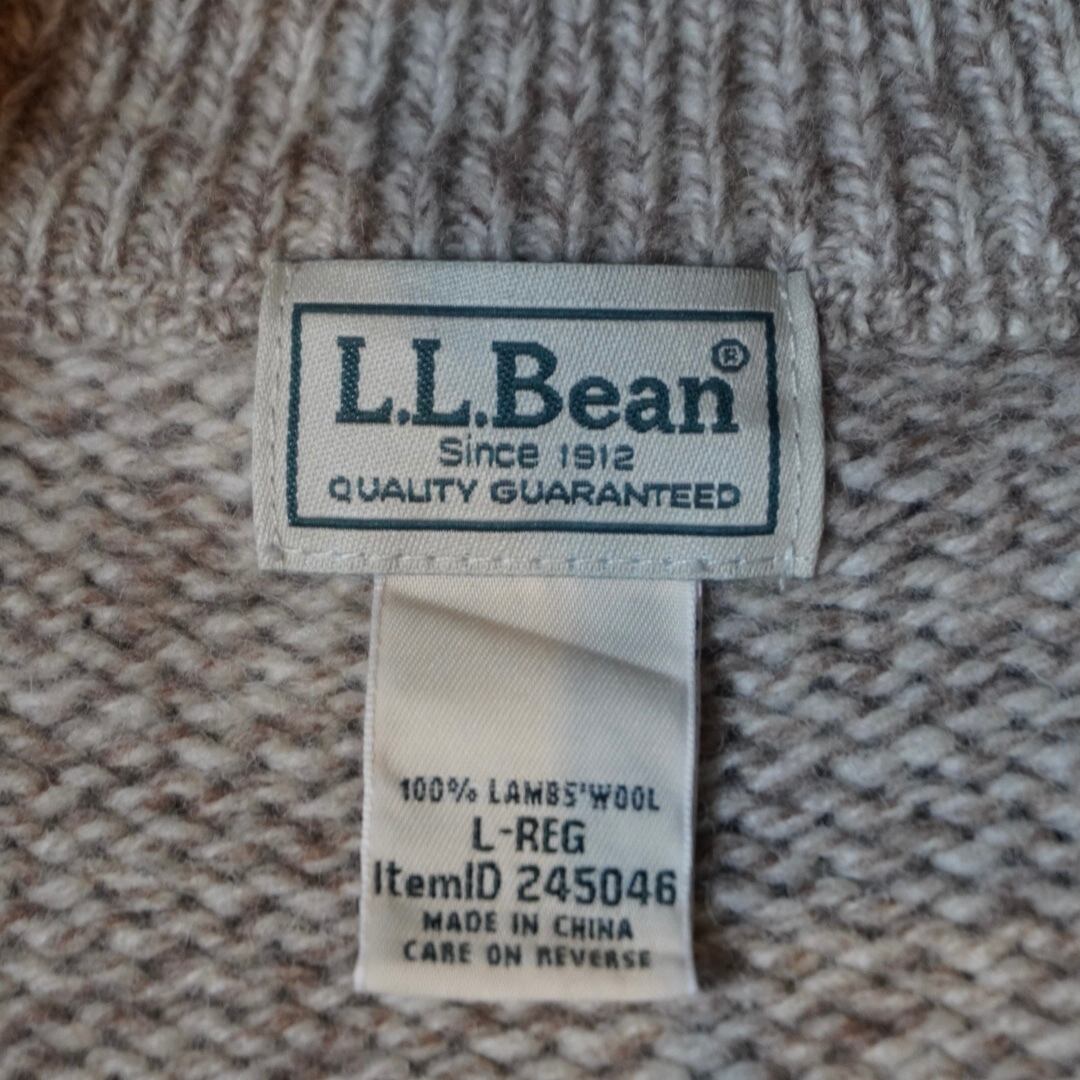 L.L.Bean®
Since 1912
QUALITY GUARANTEED
100% LAMBS'WOOL
L-REG
ItemID 245046
MADE IN CHINA
CARE ON REVERSE